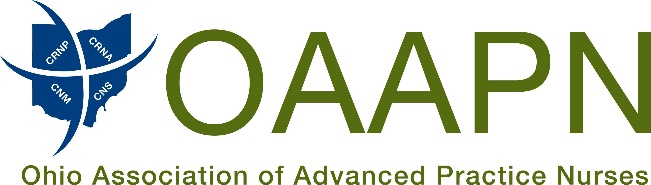 CRNP CRNA
CNM CNS
OAAPN
Ohio Association of Advanced Practice Nurses